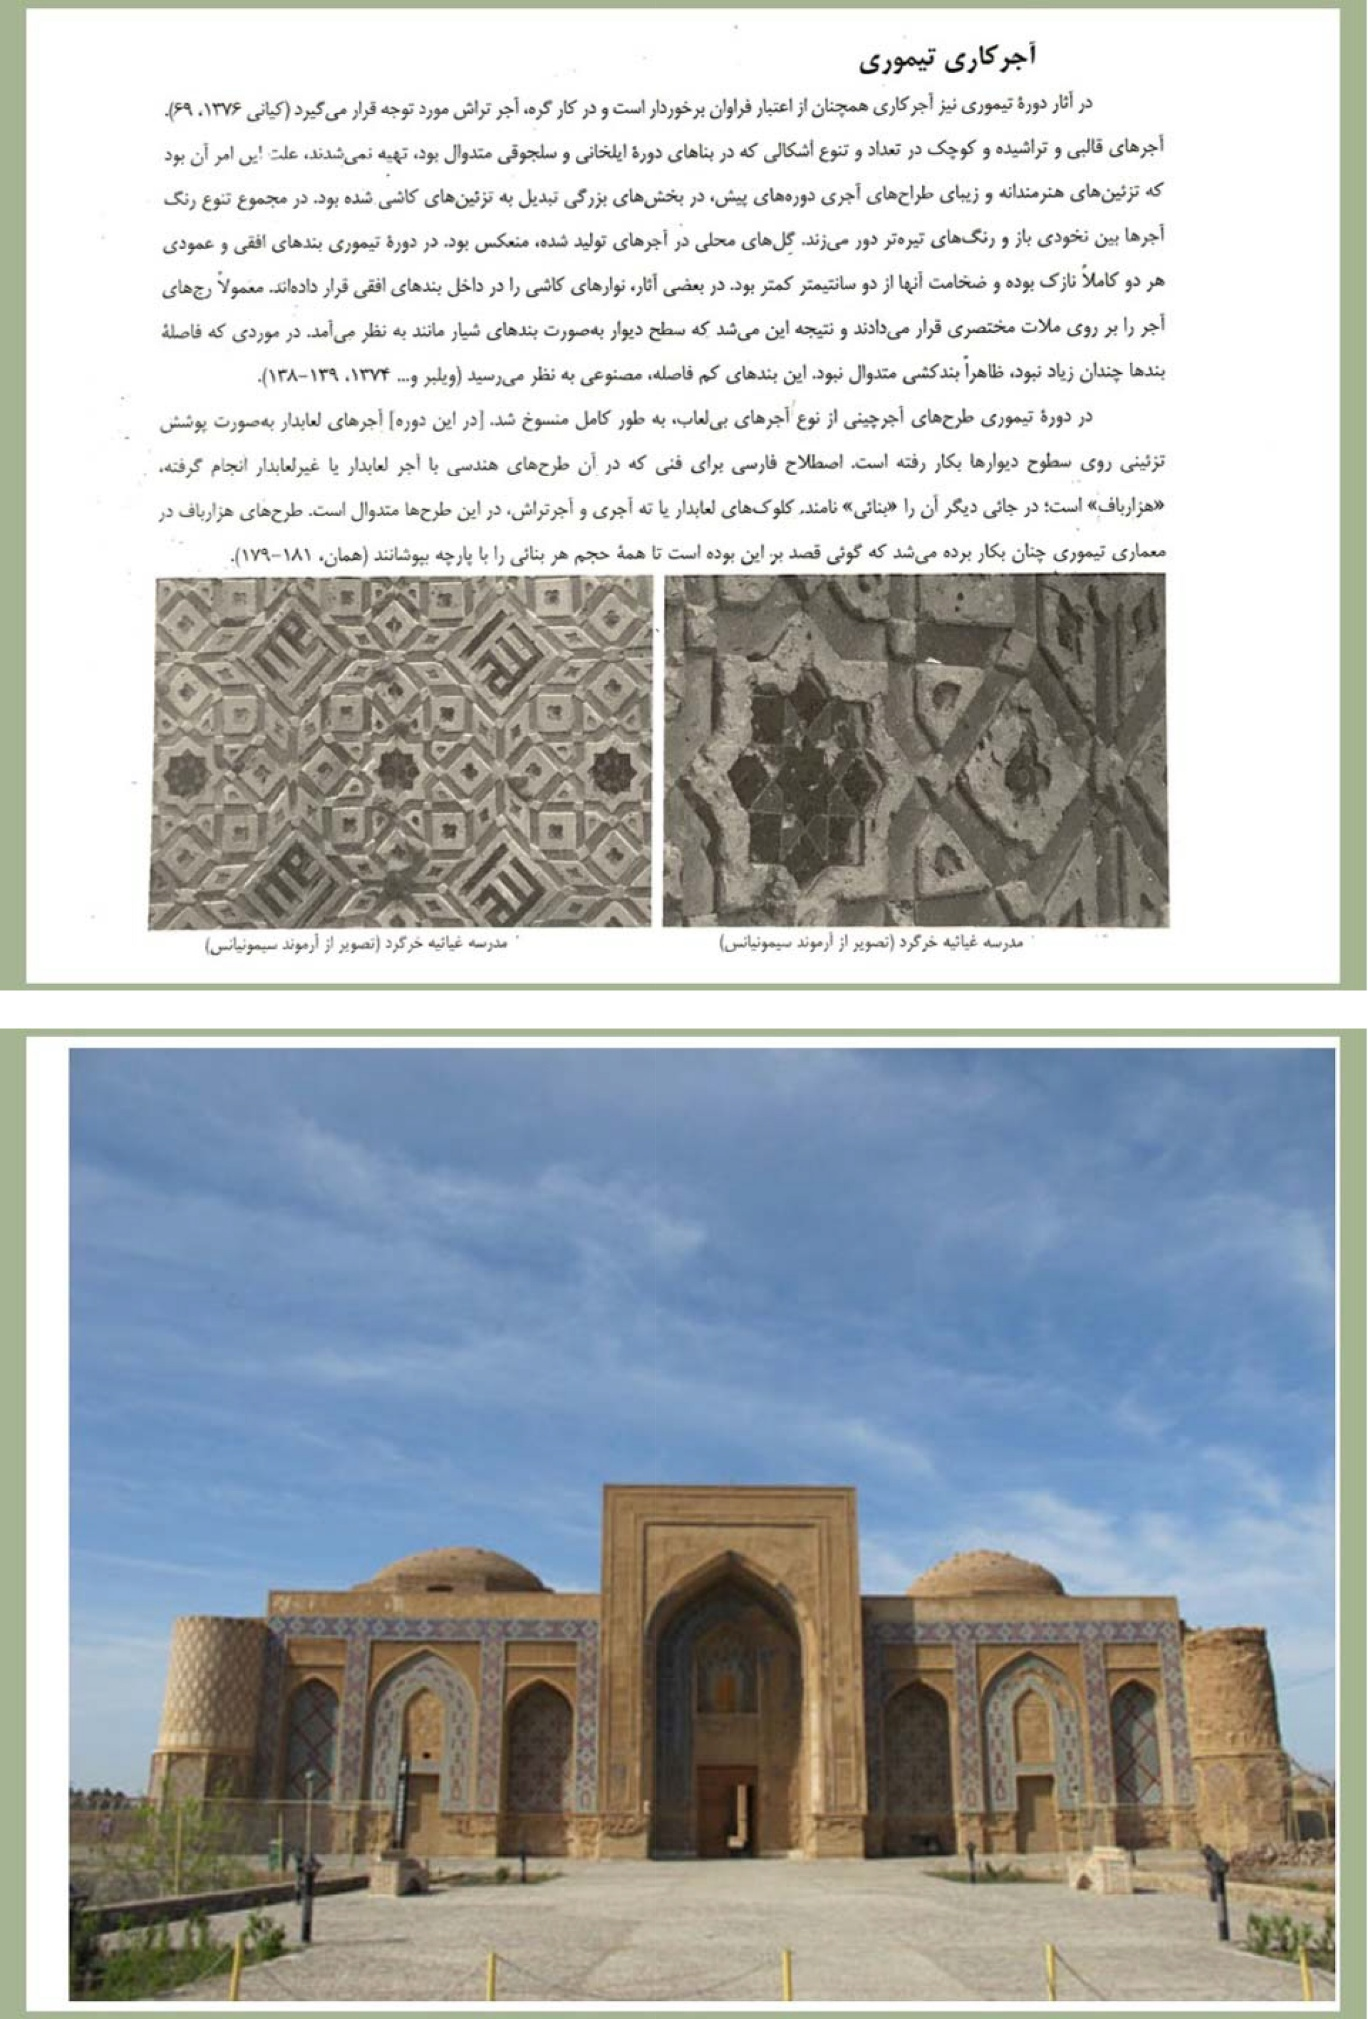 آجرکاری تیموری
در آثار دورهٔ تیموری نیز آجرکاری همچنان از اعتبار فراوان برخوردار است و در کار گره، آجر تراش مورد توجه قرار می‌گیرد (کیانی ۱۳۷۶، ۶۹).
آجرهای قالبی و تراشیده و کوچک در تعداد و تنوع اشکالی که در بناهای دورهٔ ایلخانی و سلجوقی متدوال بود، تهیه نمی‌شدند، علت این امر آن بود
که تزئین‌های هنرمندانه و زیبای طراح‌های آجری دوره‌های پیش، در بخش‌های بزرگی تبدیل به تزئین‌های کاشی شده بود. در مجموع تنوع رنگ
آجرها بین نخودی باز و رنگ‌های تیره‌تر دور می‌زند. گِل‌های محلی در آجرهای تولید شده، منعکس بود. در دورهٔ تیموری بندهای افقی و عمودی
هر دو کاملاً نازک بوده و ضخامت آنها از دو سانتیمتر کمتر بود. در بعضی آثار، نوارهای کاشی را در داخل بندهای افقی قرار داده‌اند. معمولاً رج‌های
آجر را بر روی ملات مختصری قرار می‌دادند و نتیجه این می‌شد که سطح دیوار به‌صورت بندهای شیار مانند به نظر می‌آمد. در موردی که فاصلهٔ
بندها چندان زیاد نبود، ظاهراً بندکشی متدوال نبود. این بندهای کم فاصله، مصنوعی به نظر می‌رسید (ویلبر و... ۱۳۷۴، ۱۳۹-۱۳۸).
در دورهٔ تیموری طرح‌های آجرچینی از نوع آجرهای بی‌لعاب، به طور کامل منسوخ شد. [در این دوره] آجرهای لعابدار به‌صورت پوشش
تزئینی روی سطوح دیوارها بکار رفته است. اصطلاح فارسی برای فنی که در آن طرح‌های هندسی با آجر لعابدار یا غیرلعابدار انجام گرفته،
«هزارباف» است؛ در جائی دیگر آن را «بنائی» نامند. کلوک‌های لعابدار یا ته آجری و آجرتراش، در این طرح‌ها متدوال است. طرح‌های هزارباف در
معماری تیموری چنان بکار برده می‌شد که گوئی قصد بر این بوده است تا همهٔ حجم هر بنائی را با پارچه بپوشانند (همان، ۱۸۱-۱۷۹).
مدرسه غیاثیه خرگرد (تصویر از آرموند سیمونیانس)
مدرسه غیاثیه خرگرد (تصویر از آرموند سیمونیانس)